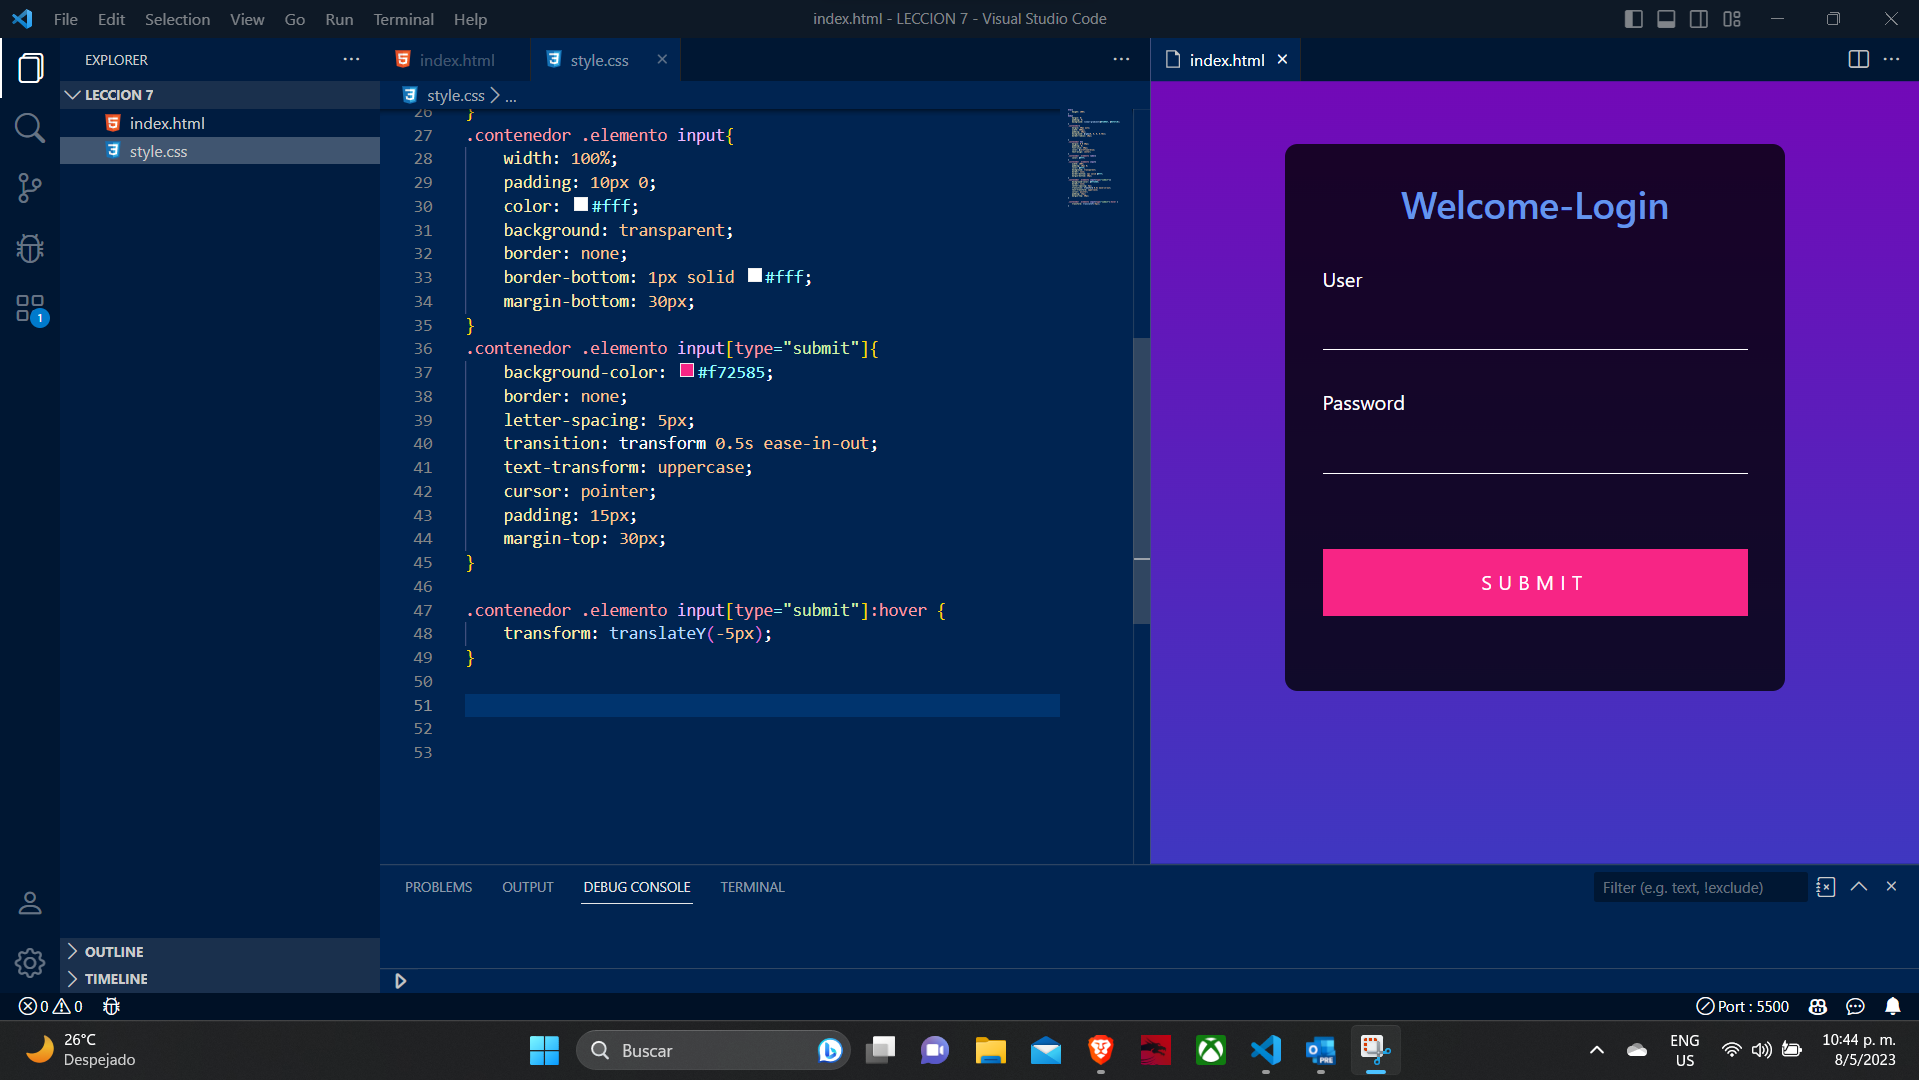 File Edit Selection View Go Run Terminal Help
index.html - LECCION 7 - Visual Studio Code
EXPLORER
LECCION 7
index.html
style.css
OUTLINE
TIMELINE
index.html
style.css
style.css > ...
26 }
27 .contenedor .elemento input{
28 width: 100%;
29 padding: 10px 0;
30 color: #fff;
31 background: transparent;
32 border: none;
33 border-bottom: 1px solid #fff;
34 margin-bottom: 30px;
35 }
36 .contenedor .elemento input[type="submit"]{
37 background-color: #f72585;
38 border: none;
39 letter-spacing: 5px;
40 transition: transform 0.5s ease-in-out;
41 text-transform: uppercase;
42 cursor: pointer;
43 padding: 15px;
44 margin-top: 30px;
45 }
46
47 .contenedor .elemento input[type="submit"]:hover {
48 transform: translateY(-5px);
49 }
50
51
52
53
index.html
Welcome-Login
User
Password
SUBMIT
PROBLEMS OUTPUT DEBUG CONSOLE TERMINAL
Filter (e.g. text, !exclude)
1
0 0
Port : 5500
26°C
Despejado
Buscar
PRE
ENG
US
10:44 p. m.
8/5/2023